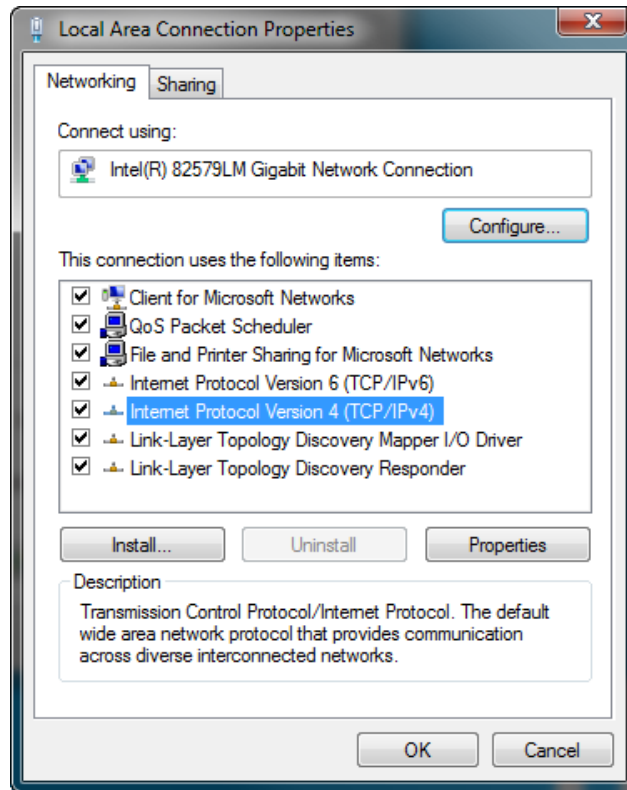 Local Area Connection Properties
Networking
Sharing
Connect using:
Intel(R) 82579LM Gigabit Network Connection
Configure...
This connection uses the following items:
Client for Microsoft Networks
QoS Packet Scheduler
File and Printer Sharing for Microsoft Networks
Internet Protocol Version 6 (TCP/IPv6)
Internet Protocol Version 4 (TCP/IPv4)
Link-Layer Topology Discovery Mapper I/O Driver
Link-Layer Topology Discovery Responder
Install...
Uninstall
Properties
Description
Transmission Control Protocol/Internet Protocol. The default
wide area network protocol that provides communication
across diverse interconnected networks.
OK
Cancel